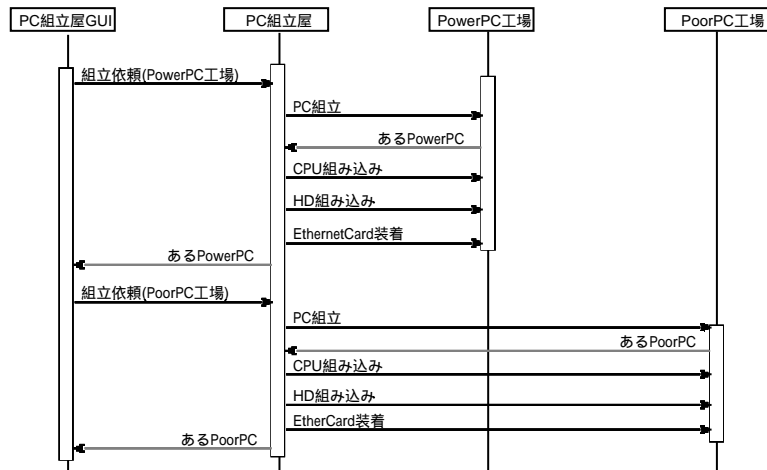 PC組立屋GUI
PC組立屋
PowerPC工場
PoorPC工場
組立依頼(PowerPC工場)
PC組立
あるPowerPC
CPU組み込み
HD組み込み
EthernetCard装着
あるPowerPC
組立依頼(PoorPC工場)
PC組立
あるPoorPC
CPU組み込み
HD組み込み
EtherCard装着
あるPoorPC